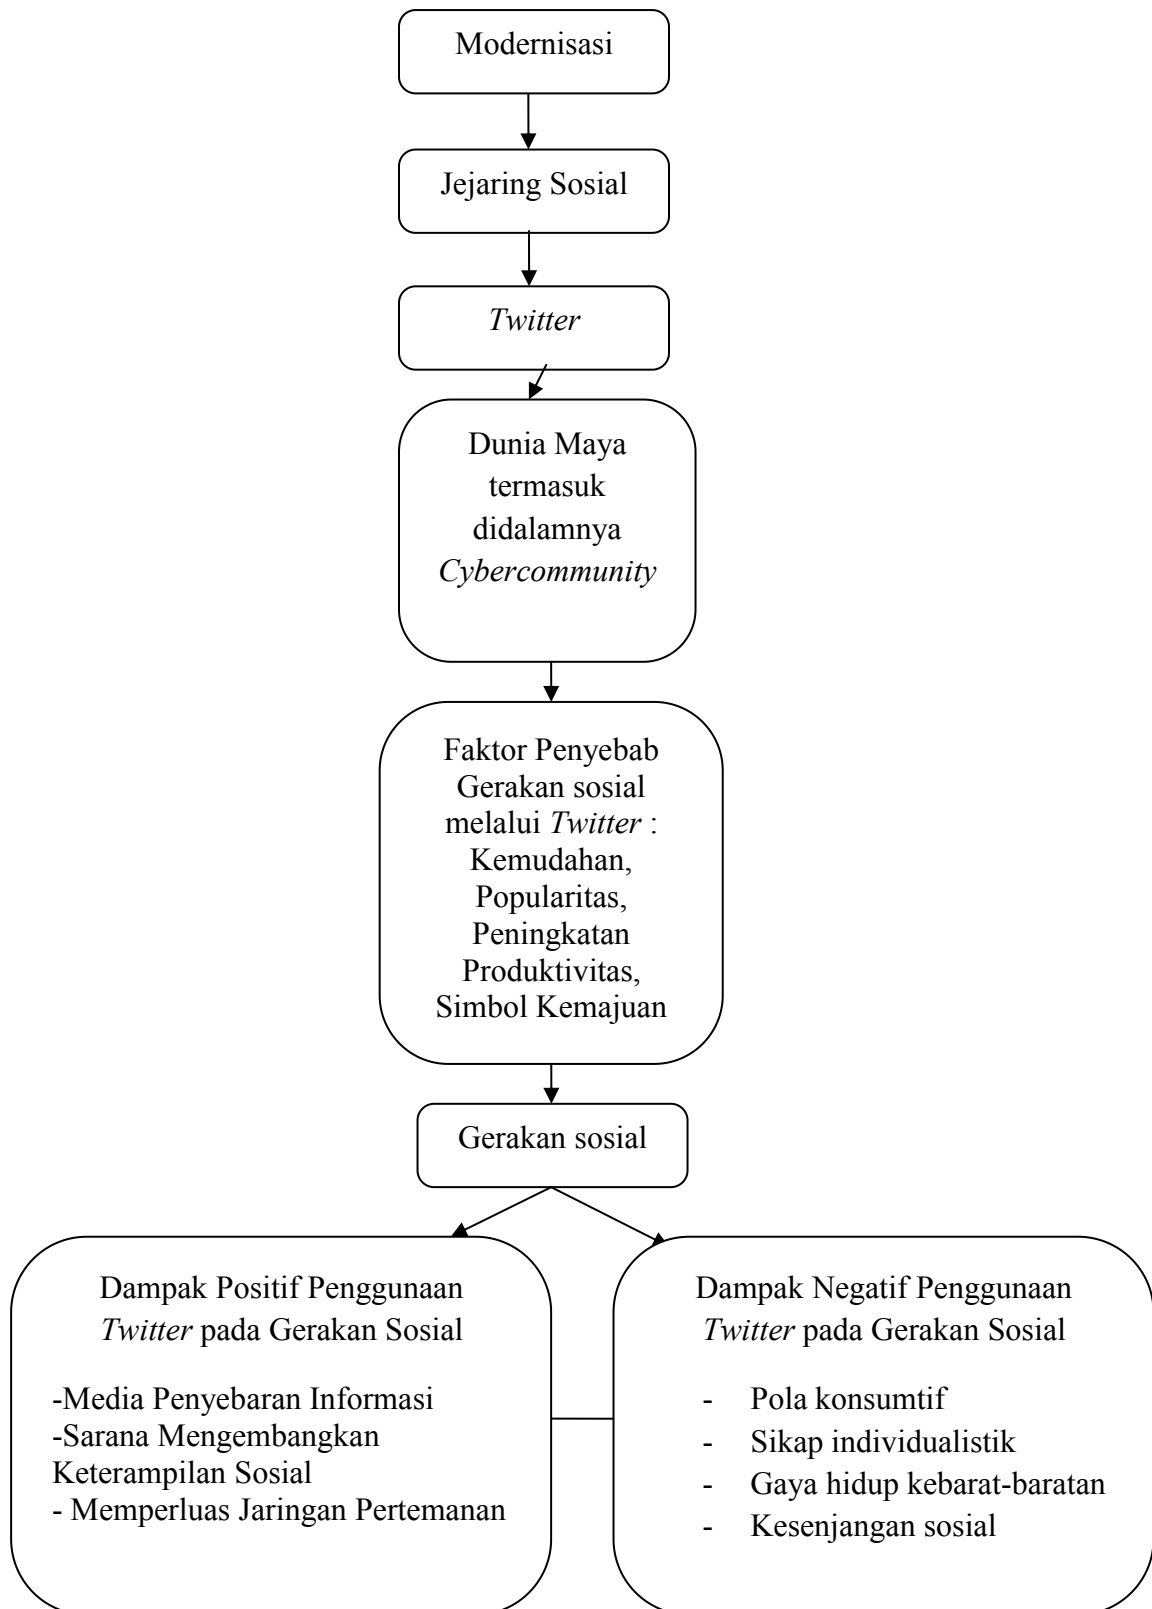 Modernisasi
Jejaring Sosial
Twitter
Dunia Maya
termasuk
didalamnya
Cybercommunity
Faktor Penyebab
Gerakan sosial
melalui Twitter :
Kemudahan,
Popularitas,
Peningkatan
Produktivitas,
Simbol Kemajuan
Gerakan sosial
Dampak Positif Penggunaan
Twitter pada Gerakan Sosial
-Media Penyebaran Informasi
-Sarana Mengembangkan
Keterampilan Sosial
- Memperluas Jaringan Pertemanan
Dampak Negatif Penggunaan
Twitter pada Gerakan Sosial
- Pola konsumtif
- Sikap individualistik
- Gaya hidup kebarat-baratan
- Kesenjangan sosial